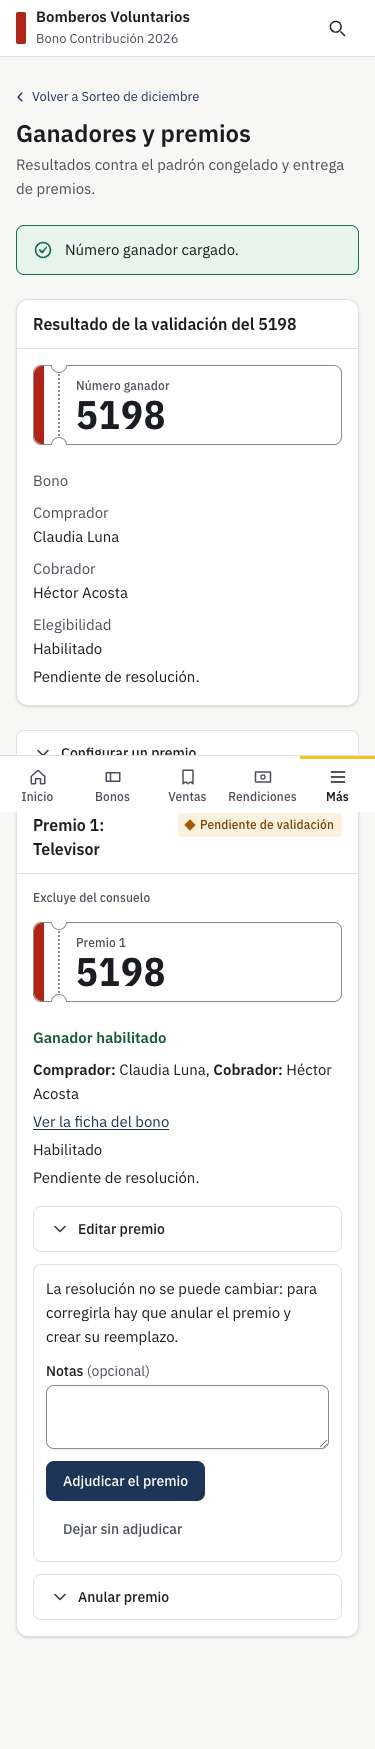 Bomberos Voluntarios
Bono Contribución 2026
Volver a Sorteo de diciembre
Ganadores y premios
Resultados contra el padrón congelado y entrega
de premios.
Número ganador cargado.
Resultado de la validación del 5198
Número ganador
5198
Bono
Comprador
Claudia Luna
Cobrador
Héctor Acosta
Elegibilidad
Habilitado
Pendiente de resolución.
Configurar un premio
Inicio
Bonos
Ventas
Rendiciones
Más
Premio 1:
Televisor
Pendiente de validación
Excluye del consuelo
Premio 1
5198
Ganador habilitado
Comprador: Claudia Luna, Cobrador: Héctor
Acosta
Ver la ficha del bono
Habilitado
Pendiente de resolución.
Editar premio
La resolución no se puede cambiar: para
corregirla hay que anular el premio y
crear su reemplazo.
Notas (opcional)
Adjudicar el premio
Dejar sin adjudicar
Anular premio